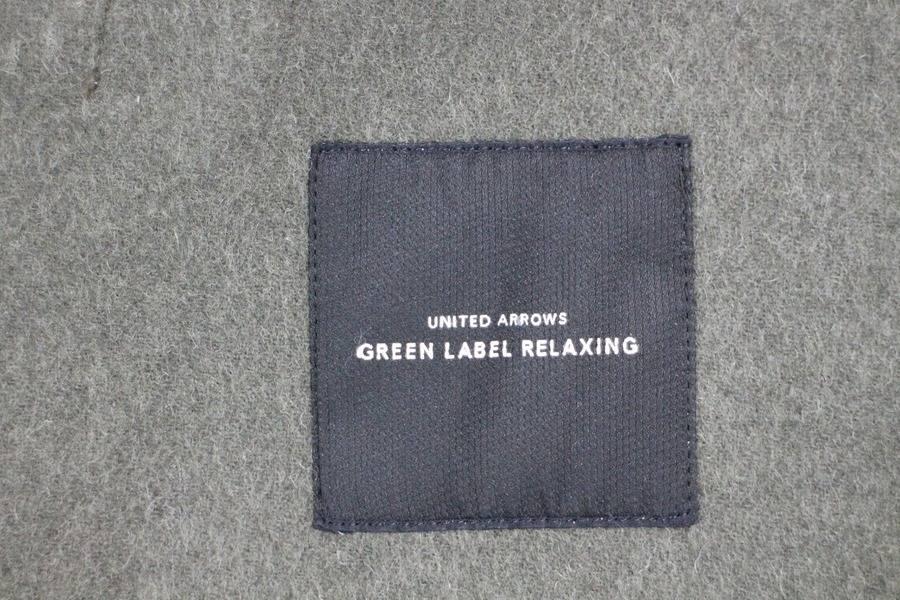 UNITED ARROWS
GREEN LABEL RELAXING